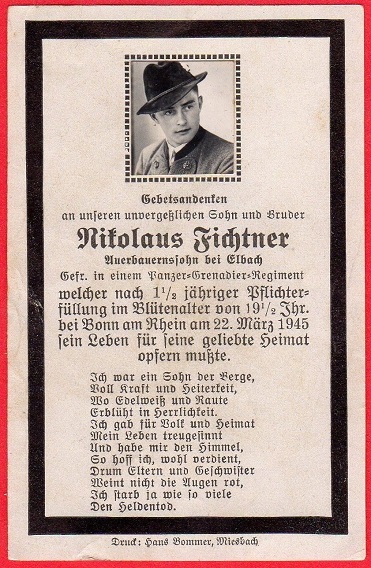 Gebetsandenken
an unseren unvergeßlichen Sohn und Bruder
Nikolaus Fichtner
Auerbauernssohn bei Elbach
Gefr. in einem Panzer-Grenadier-Regiment
welcher nach 1½ jähriger Pflichter-
füllung im Blütenalter von 19½ Jhr.
bei Bonn am Rhein am 22. März 1945
sein Leben für seine geliebte Heimat
opfern mußte.
Ich war ein Sohn der Berge,
Voll Kraft und Heiterkeit,
Wo Edelweiß und Raute
Erblüht in Herrlichkeit.
Ich gab für Volk und Heimat
Mein Leben treugesinnt
Und habe mir den Himmel,
So hoff ich, wohl verdient,
Drum Eltern und Geschwister
Weint nicht die Augen rot,
Ich starb ja wie so viele
Den Heldentod.
Druck: Hans Bommer, Miesbach